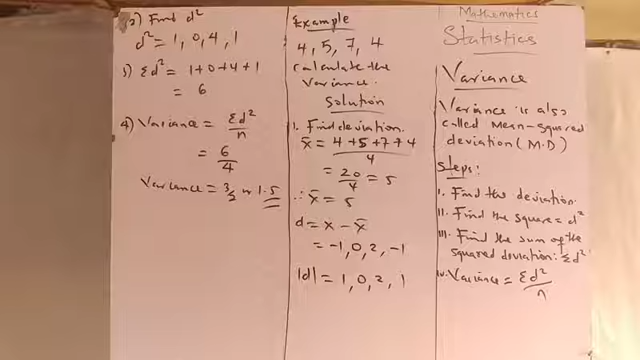 Mathematics
Statistics
Variance
Variance is also
called Mean-squared
deviation (M.D)
Steps:
I. Find the deviation.
II. Find the square = d²
III. Find the sum of the
squared deviation: Σd²
IV. Variance = Σd²/n
Example
4, 5, 7, 4
Calculate the
Variance.
Solution
1. Find deviation.
x̄ = 4+5+7+4/4
= 20/4 = 5
∴ x̄ = 5
d = x - x̄
= -1, 0, 2, -1
|d| = 1, 0, 2, 1
2) Find d²
d² = 1, 0, 4, 1
3) Σd² = 1+0+4+1
= 6
4) Variance = Σd²/n
= 6/4
Variance = 3/2 or 1.5